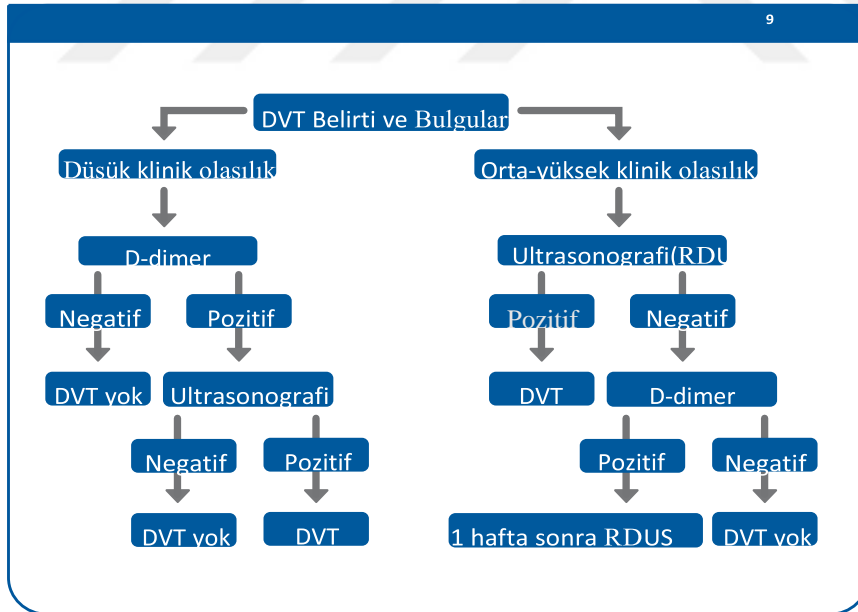 9
DVT Belirti ve Bulgular
Düsük klinik olasılık
Orta-yüksek klinik olasılık
D-dimer
Ultrasonografi(RDU
Negatif
Pozitif
Pozitif
Negatif
DVT yok
Ultrasonografi
DVT
D-dimer
Negatif
Pozitif
Pozitif
Negatif
DVT yok
DVT
1 hafta sonra RDUS
DVT yok